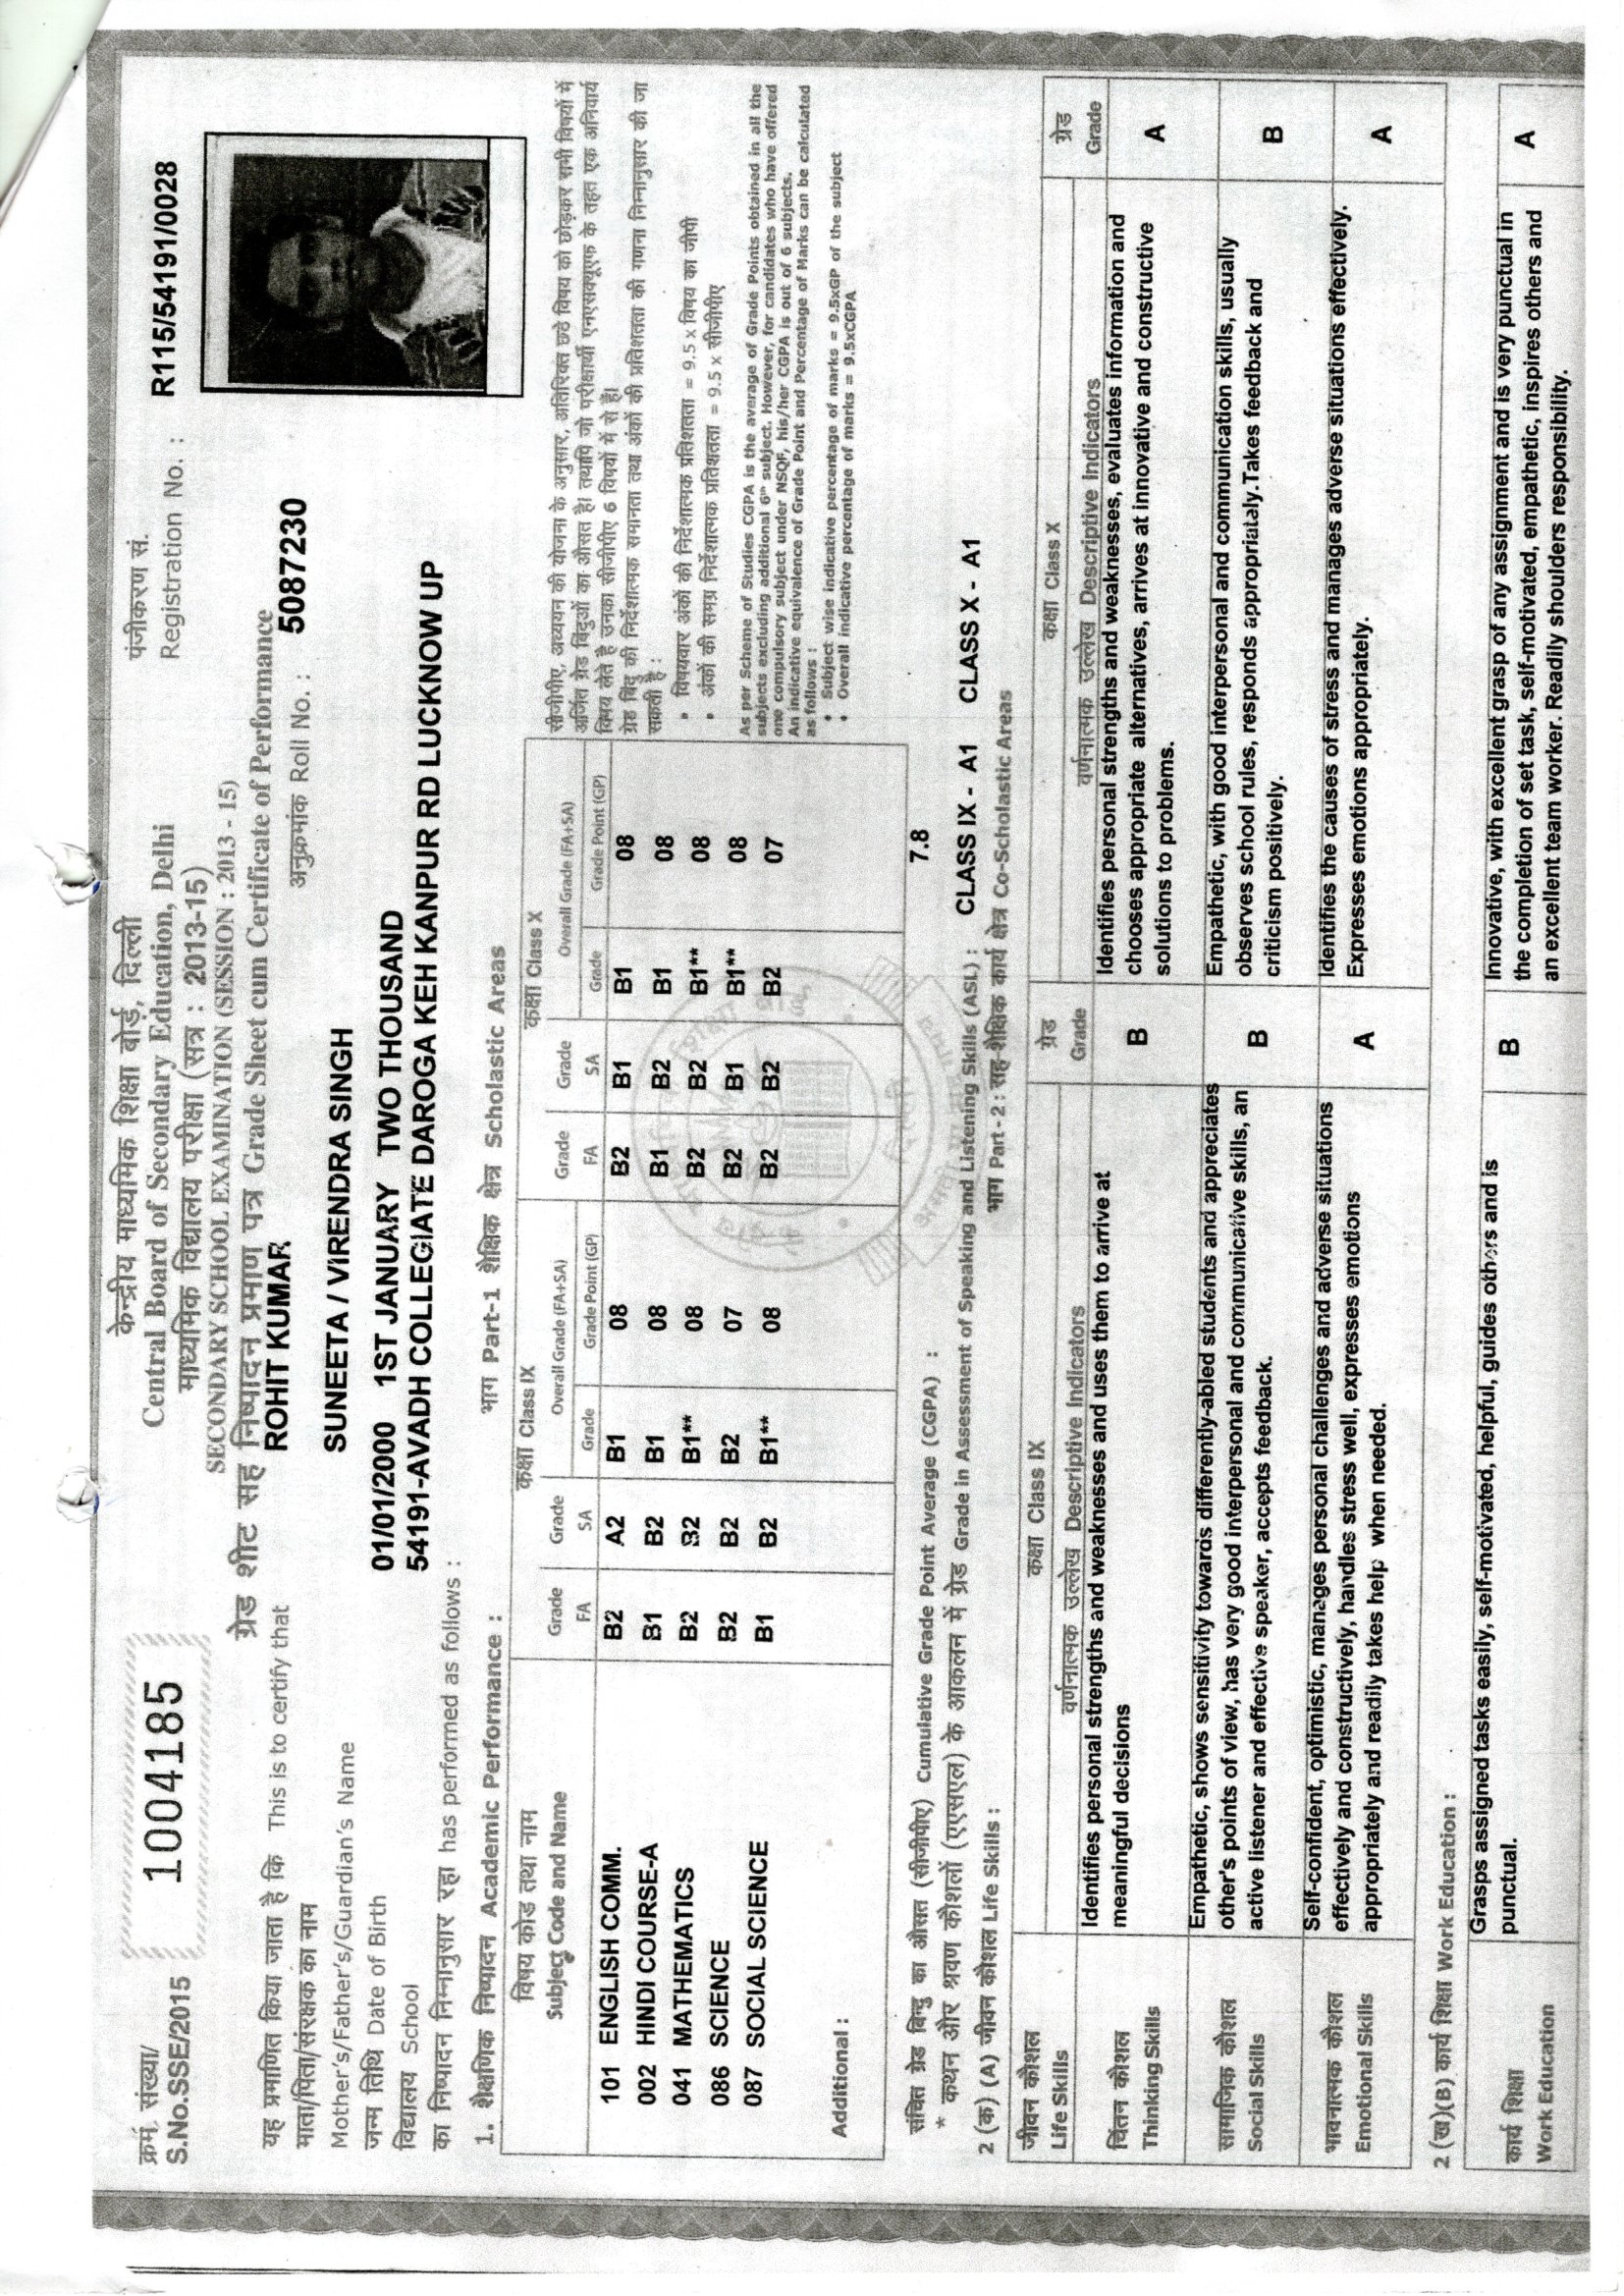 क्रम. संख्या/
S.No.SSE/2015 1004185
केन्द्रीय माध्यमिक शिक्षा बोर्ड, दिल्ली
Central Board of Secondary Education, Delhi
माध्यमिक विद्यालय परीक्षा (सत्र : 2013-15)
SECONDARY SCHOOL EXAMINATION (SESSION : 2013 - 15)
ग्रेड शीट सह निष्पादन प्रमाण पत्र Grade Sheet cum Certificate of Performance
पंजीकरण सं.
Registration No. : R115/54191/0028
यह प्रमाणित किया जाता है कि This is to certify that ROHIT KUMAR
अनुक्रमांक Roll No. : 5087230
माता/पिता/संरक्षक का नाम
Mother's/Father's/Guardian's Name SUNEETA / VIRENDRA SINGH
जन्म तिथि Date of Birth 01/01/2000 1ST JANUARY TWO THOUSAND
विद्यालय School 54191-AVADH COLLEGIATE DAROGA KEH KANPUR RD LUCKNOW UP
का निष्पादन निम्नानुसार रहा has performed as follows :
1. शैक्षणिक निष्पादन Academic Performance : भाग Part-1 शैक्षिक क्षेत्र Scholastic Areas
विषय कोड तथा नाम
Subject Code and Name
कक्षा Class IX कक्षा Class X
Grade FA Grade SA Overall Grade (FA+SA) Grade FA Grade SA Overall Grade (FA+SA)
Grade Grade Point (GP) Grade Grade Point (GP)
101 ENGLISH COMM. B2 A2 B1 08 B2 B1 B1 08
002 HINDI COURSE-A B1 B2 B1 08 B1 B2 B1 08
041 MATHEMATICS B2 B2 B1** 08 B2 B2 B1** 08
086 SCIENCE B2 B2 B2 07 B2 B1 B1** 08
087 SOCIAL SCIENCE B1 B2 B1** 08 B2 B2 B2 07
Additional :
सीजीपीए, अध्ययन की योजना के अनुसार, अतिरिक्त छठे विषय को छोड़कर सभी विषयों में
अर्जित ग्रेड बिंदुओं का औसत है। तथापि जो परीक्षार्थी एनएसक्यूएफ के तहत एक अनिवार्य
विषय लेते है उनका सीजीपीए 6 विषयों में से है।
ग्रेड बिंदु की निर्देशात्मक समानता तथा अंकों की प्रतिशतता की गणना निम्नानुसार की जा
सकती है :
• विषयवार अंकों की निर्देशात्मक प्रतिशतता = 9.5 x विषय का जीपी
• अंकों की समग्र निर्देशात्मक प्रतिशतता = 9.5 x सीजीपीए
As per Scheme of Studies CGPA is the average of Grade Points obtained in all the
subjects excluding additional 6th subject. However, for candidates who have offered
one compulsory subject under NSQF, his/her CGPA is out of 6 subjects.
An indicative equivalence of Grade Point and Percentage of Marks can be calculated
as follows :
• Subject wise indicative percentage of marks = 9.5xGP of the subject
• Overall indicative percentage of marks = 9.5xCGPA
संचित ग्रेड बिन्दु का औसत (सीजीपीए) Cumulative Grade Point Average (CGPA) : 7.8
* कथन और श्रवण कौशलों (एएसएल) के आकलन में ग्रेड Grade in Assessment of Speaking and Listening Skills (ASL) : CLASS IX - A1 CLASS X - A1
2 (क) (A) जीवन कौशल Life Skills : भाग Part - 2 : सह-शैक्षिक कार्य क्षेत्र Co-Scholastic Areas
जीवन कौशल
Life Skills
कक्षा Class IX ग्रेड कक्षा Class X ग्रेड
वर्णनात्मक उल्लेख Descriptive Indicators Grade वर्णनात्मक उल्लेख Descriptive Indicators Grade
चिंतन कौशल
Thinking Skills
Identifies personal strengths and weaknesses and uses them to arrive at
meaningful decisions
B
Identifies personal strengths and weaknesses, evaluates information and
chooses appropriate alternatives, arrives at innovative and constructive
solutions to problems.
A
सामाजिक कौशल
Social Skills
Empathetic, shows sensitivity towards differently-abled students and appreciates
other's points of view, has very good interpersonal and communicative skills, an
active listener and effective speaker, accepts feedback.
B
Empathetic, with good interpersonal and communication skills, usually
observes school rules, responds appropriataly.Takes feedback and
criticism positively.
B
भावनात्मक कौशल
Emotional Skills
Self-confident, optimistic, manages personal challenges and adverse situations
effectively and constructively, handles stress well, expresses emotions
appropriately and readily takes help when needed.
A
Identifies the causes of stress and manages adverse situations effectively.
Expresses emotions appropriately.
A
2 (ख)(B) कार्य शिक्षा Work Education :
कार्य शिक्षा
Work Education
Grasps assigned tasks easily, self-motivated, helpful, guides others and is
punctual.
B
Innovative, with excellent grasp of any assignment and is very punctual in
the completion of set task, self-motivated, empathetic, inspires others and
an excellent team worker. Readily shoulders responsibility.
A